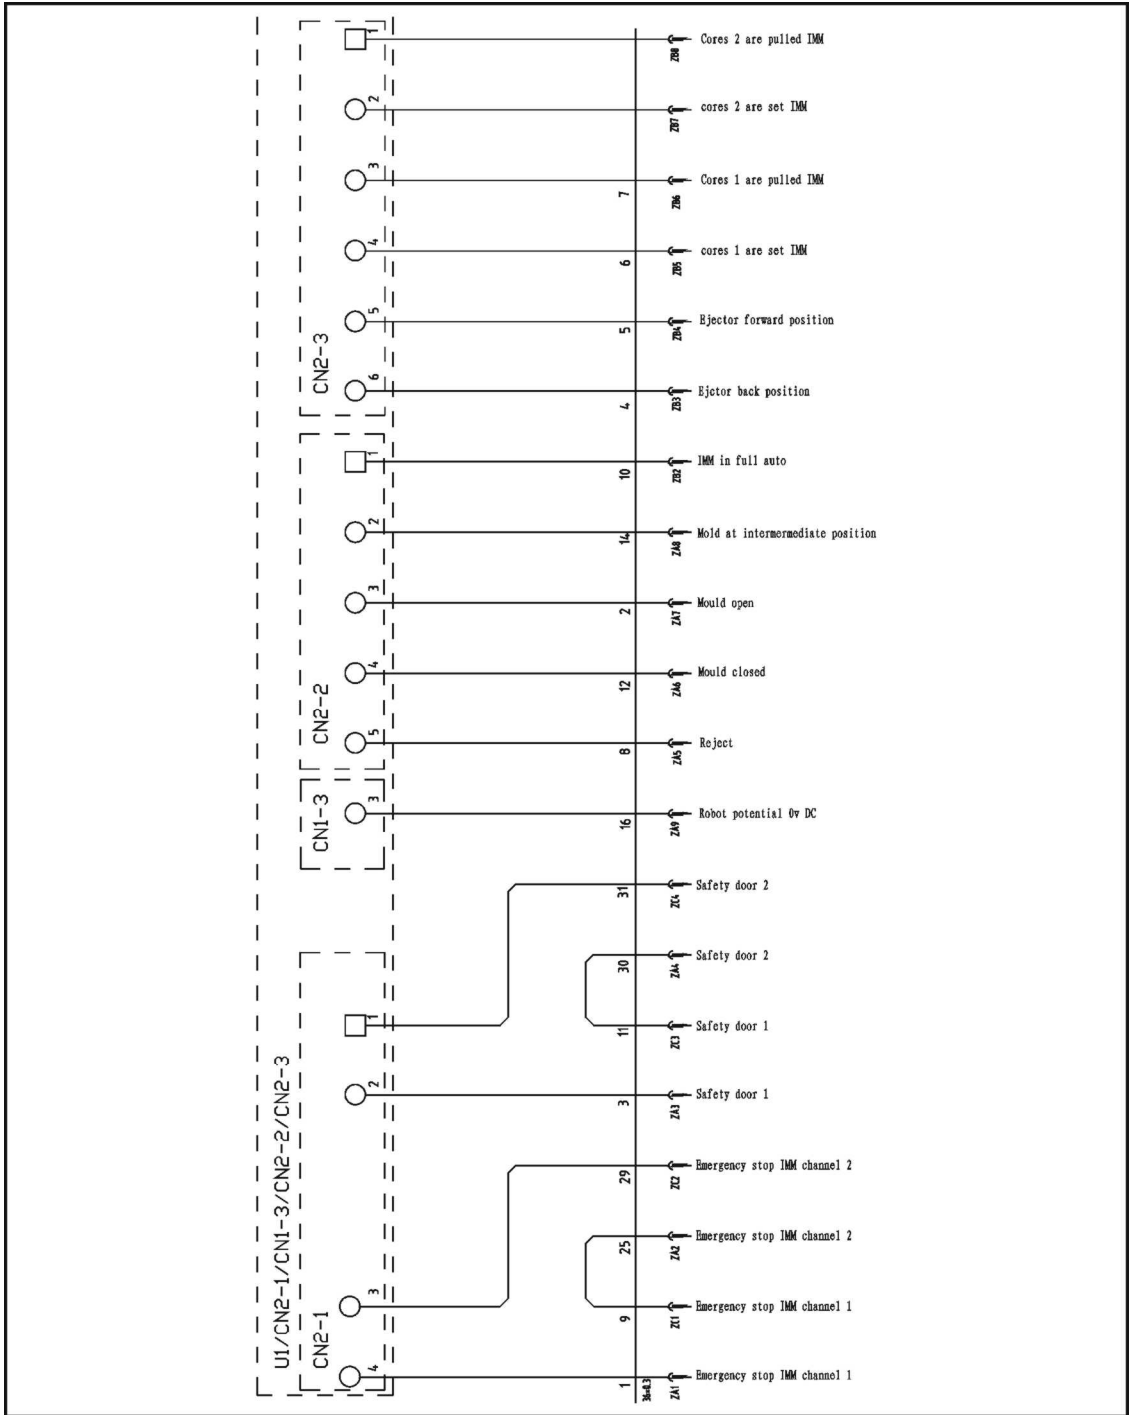 1 ZB8 Cores 2 are pulled IMM
2 ZB7 cores 2 are set IMM
3 7 ZB6 Cores 1 are pulled IMM
4 6 ZB5 cores 1 are set IMM
5 5 ZB4 Ejector forward position
6 4 ZB3 Ejctor back position
CN2-3
1 10 ZB2 IMM in full auto
2 14 ZA8 Mold at intermermediate position
3 2 ZA7 Mould open
4 12 ZA6 Mould closed
5 8 ZA5 Reject
CN2-2
3 16 ZA9 Robot potential 0v DC
CN1-3
31 ZC4 Safety door 2
30 ZA4 Safety door 2
1 11 ZC3 Safety door 1
2 3 ZA3 Safety door 1
29 ZC2 Emergency stop IMM channel 2
25 ZA2 Emergency stop IMM channel 2
3 9 ZC1 Emergency stop IMM channel 1
4 1 ZA1 Emergency stop IMM channel 1
CN2-1
U1/CN2-1/CN1-3/CN2-2/CN2-3